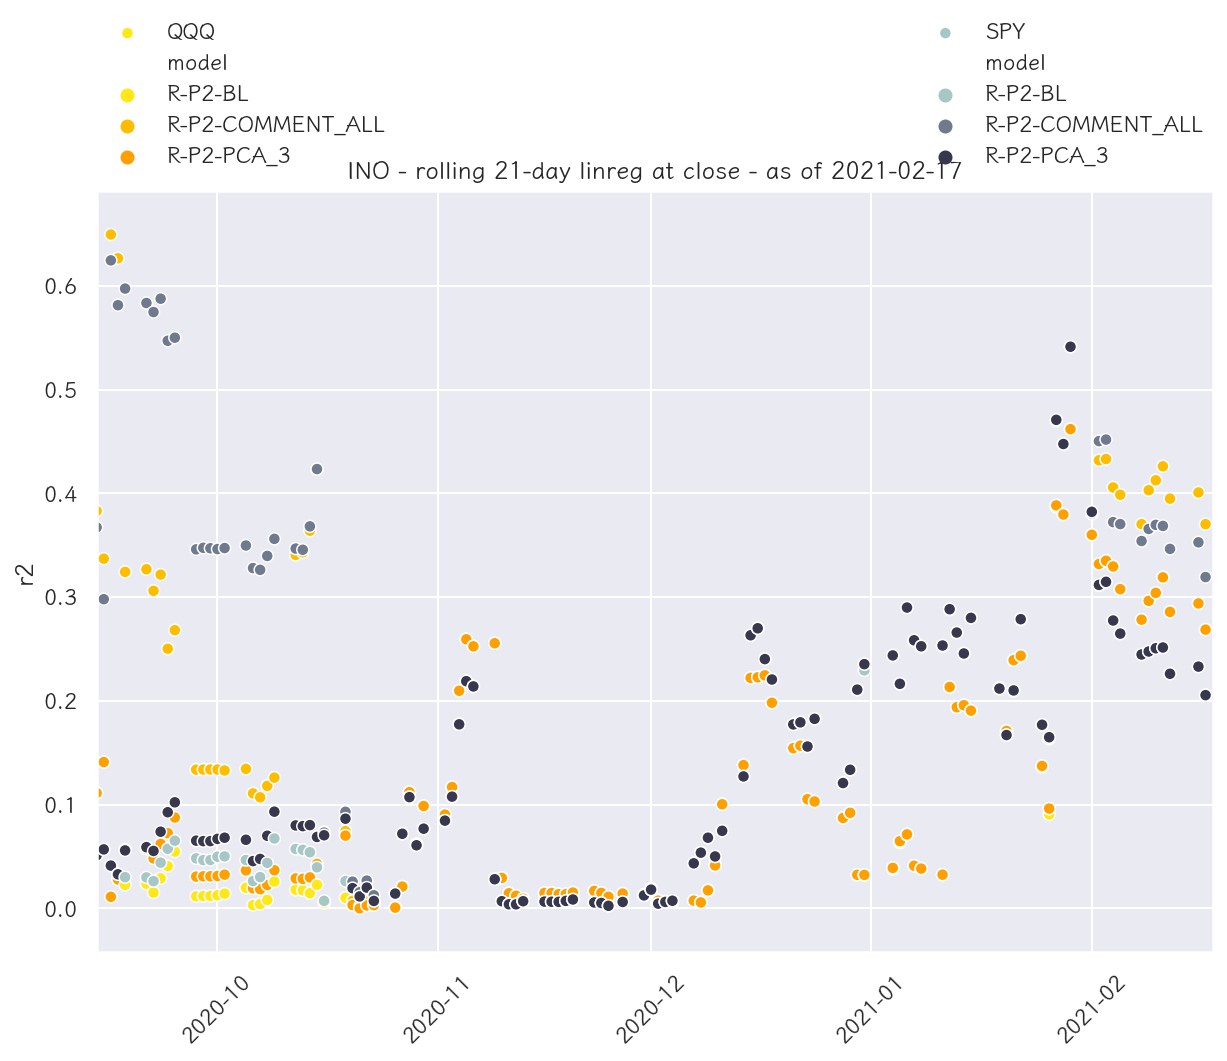 QQQ
model
R-P2-BL
R-P2-COMMENT_ALL
R-P2-PCA_3
SPY
model
R-P2-BL
R-P2-COMMENT_ALL
R-P2-PCA_3
INO - rolling 21-day linreg at close - as of 2021-02-17
r2
0.6
0.5
0.4
0.3
0.2
0.1
0.0
2020-10
2020-11
2020-12
2021-01
2021-02